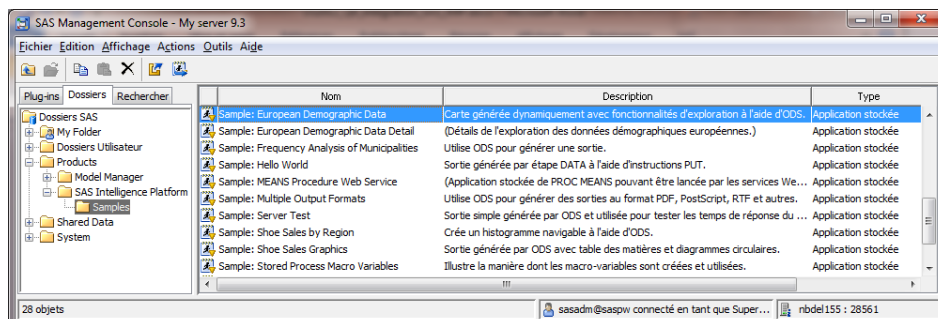 SAS Management Console - My server 9.3
Fichier Edition Affichage Actions Outils Aide
Plug-ins Dossiers Rechercher
Dossiers SAS
My Folder
Dossiers Utilisateur
Products
Model Manager
SAS Intelligence Platform
Samples
Shared Data
System
Nom Description Type
Sample: European Demographic Data Carte générée dynamiquement avec fonctionnalités d'exploration à l'aide d'ODS. Application stockée
Sample: European Demographic Data Detail (Détails de l'exploration des données démographiques européennes.) Application stockée
Sample: Frequency Analysis of Municipalities Utilise ODS pour générer une sortie. Application stockée
Sample: Hello World Sortie générée par étape DATA à l'aide d'instructions PUT. Application stockée
Sample: MEANS Procedure Web Service (Application stockée de PROC MEANS pouvant être lancée par les services We... Application stockée
Sample: Multiple Output Formats Utilise ODS pour générer des sorties au format PDF, PostScript, RTF et autres. Application stockée
Sample: Server Test Sortie simple générée par ODS et utilisée pour tester les temps de réponse du ... Application stockée
Sample: Shoe Sales by Region Crée un histogramme navigable à l'aide d'ODS. Application stockée
Sample: Shoe Sales Graphics Sortie générée par ODS avec table des matières et diagrammes circulaires. Application stockée
Sample: Stored Process Macro Variables Illustre la manière dont les macro-variables sont créées et utilisées. Application stockée
28 objets sasadm@saspw connecté en tant que Super... nbdel155 : 28561